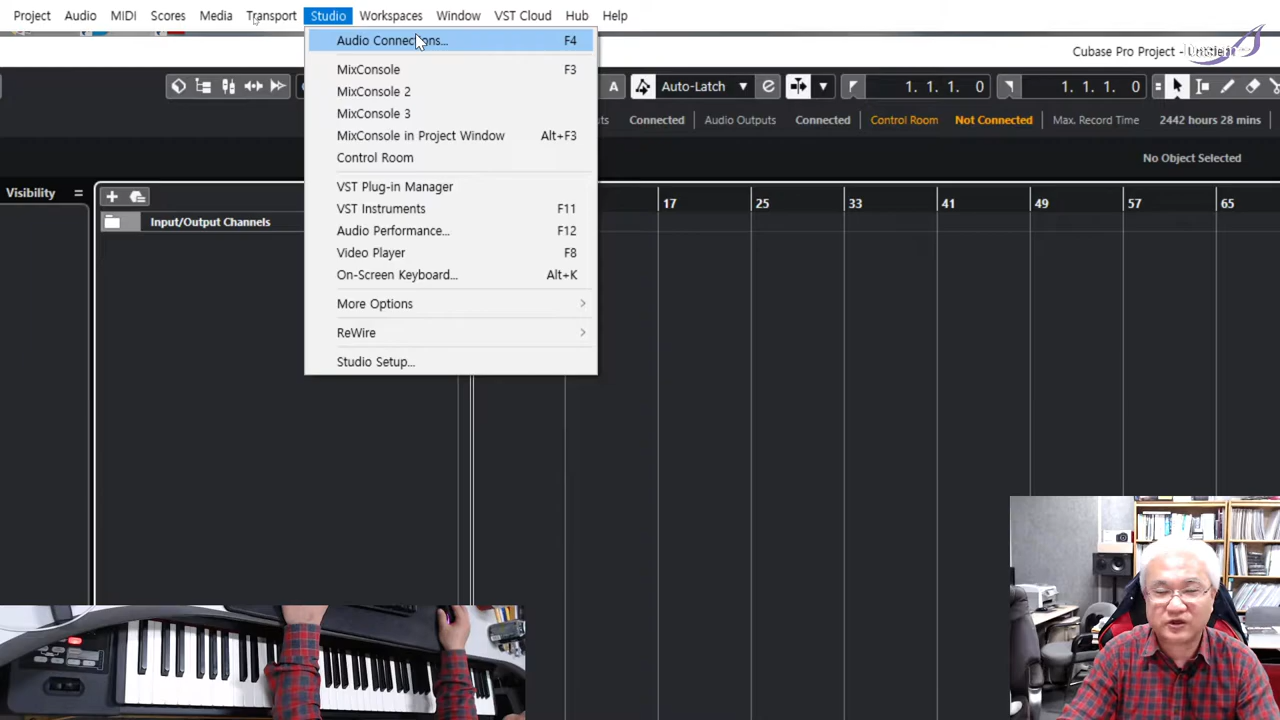 Project Audio MIDI Scores Media Transport Studio Workspaces Window VST Cloud Hub Help
Cubase Pro Project -
A Auto-Latch 1. 1. 1. 0 1. 1. 1. 0
Connected Audio Outputs Connected Control Room Not Connected Max. Record Time 2442 hours 28 mins
No Object Selected
Visibility
Input/Output Channels
17 25 33 41 49 57 65
Audio Connections... F4
MixConsole F3
MixConsole 2
MixConsole 3
MixConsole in Project Window Alt+F3
Control Room
VST Plug-in Manager
VST Instruments F11
Audio Performance... F12
Video Player F8
On-Screen Keyboard... Alt+K
More Options
ReWire
Studio Setup...